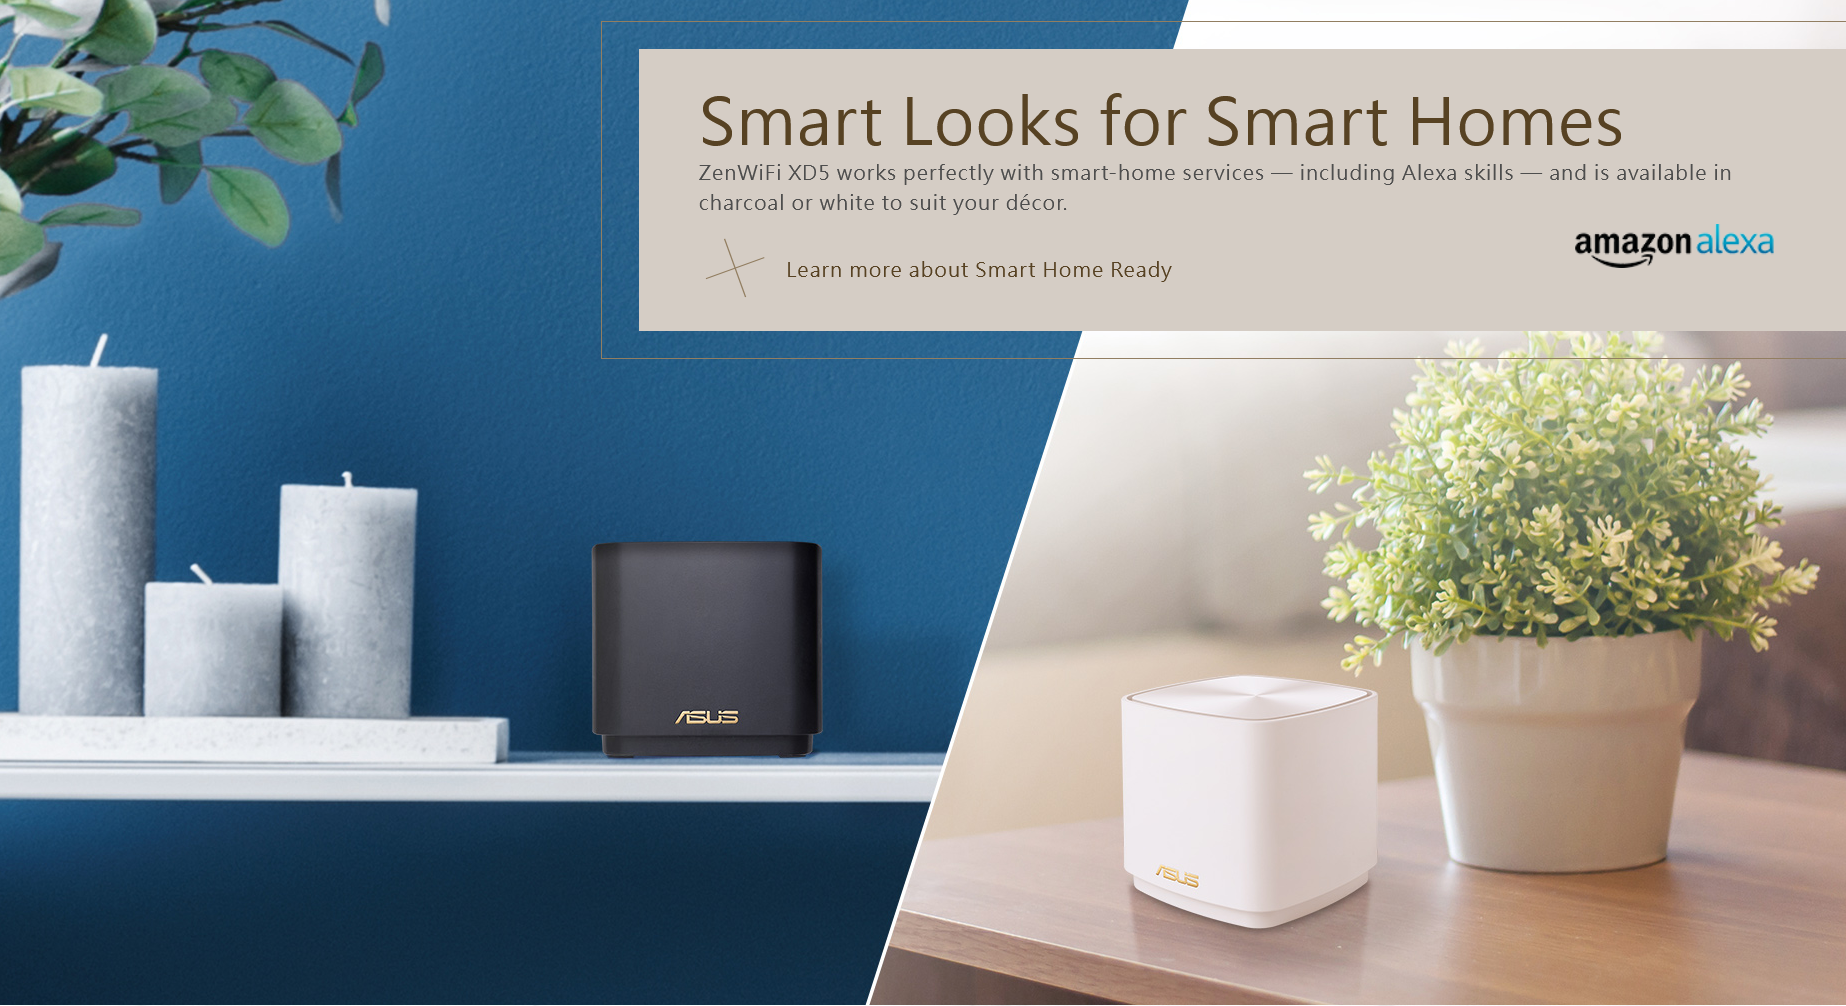 Smart Looks for Smart Homes
ZenWiFi XD5 works perfectly with smart-home services — including Alexa skills — and is available in
charcoal or white to suit your décor.
Learn more about Smart Home Ready
amazon alexa
ASUS
ASUS